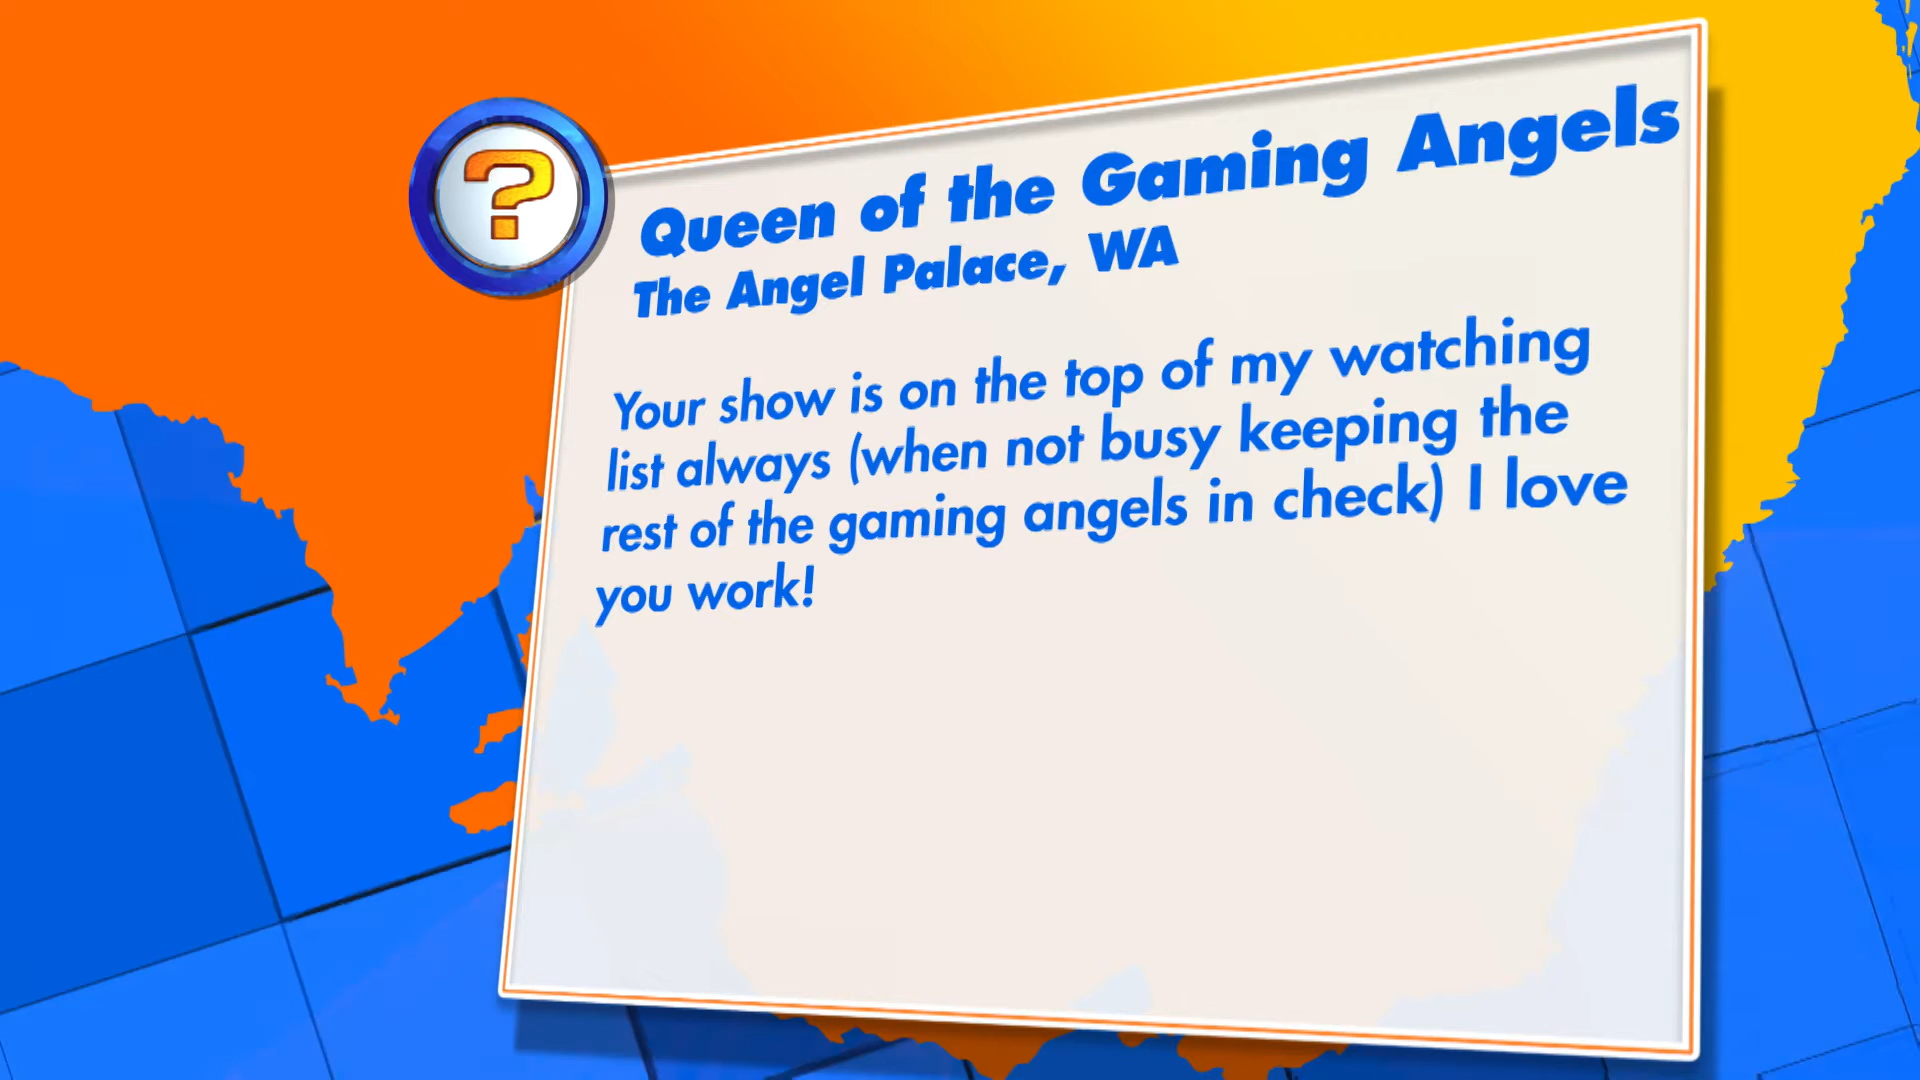 ?
Queen of the Gaming Angels
The Angel Palace, WA
Your show is on the top of my watching
list always (when not busy keeping the
rest of the gaming angels in check) I love
you work!